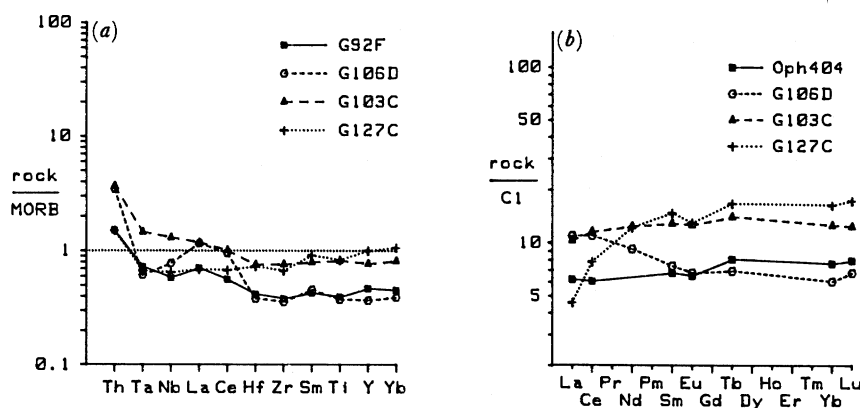 (a)
100
10
1
0.1
rock
MORB
G92F
G106D
G103C
G127C
Th Ta Nb La Ce Hf Zr Sm Ti Y Yb
(b)
100
50
10
5
rock
C1
Oph404
G106D
G103C
G127C
La Pr Pm Eu Tb Ho Tm Lu
Ce Nd Sm Gd Dy Er Yb